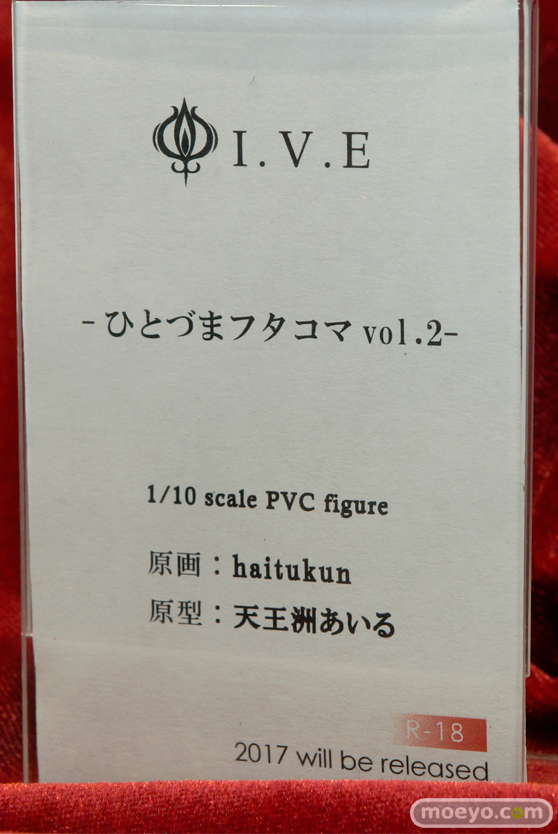 I.V.E
-ひとづまフタコマ vol.2-
1/10 scale PVC figure
原画：haitukun
原型：天王洲あいる
R-18
2017 will be released
moeyo.com